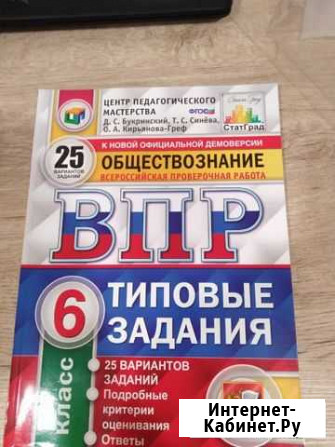 ЦЕНТР ПЕДАГОГИЧЕСКОГО
МАСТЕРСТВА
ФГОС
Д. С. Букринский, Т. С. Синёва,
О. А. Кирьянова-Греф
СтатГрад
К НОВОЙ ОФИЦИАЛЬНОЙ ДЕМОВЕРСИИ
25
ВАРИАНТОВ
ЗАДАНИЙ
ОБЩЕСТВОЗНАНИЕ
ВСЕРОССИЙСКАЯ ПРОВЕРОЧНАЯ РАБОТА
ВПР
6
класс
ТИПОВЫЕ
ЗАДАНИЯ
• 25 ВАРИАНТОВ
ЗАДАНИЙ
• Подробные
критерии
оценивания
• Ответы
Интернет-
Кабинет.Ру